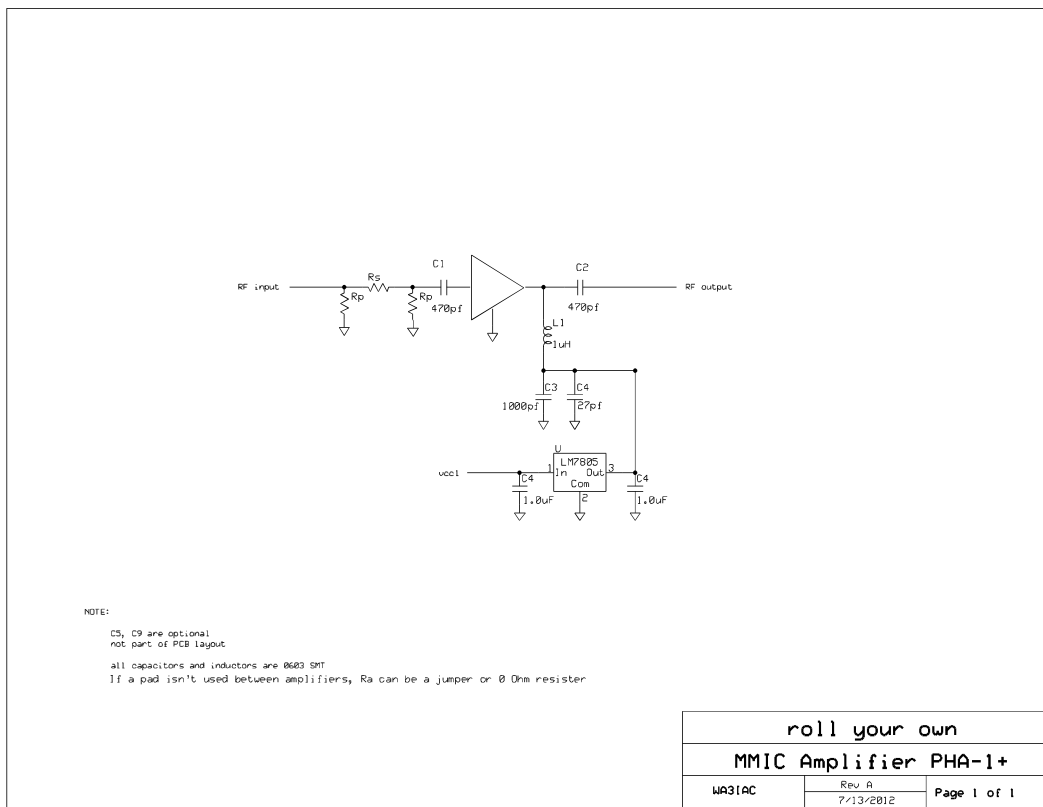 C1
C2
Rs
RF input
RF output
Rp
Rp
470pf
470pf
L1
1uH
C3
C4
1000pf
27pf
U
LM7805
vcc1
1
In
Out
3
C4
C4
Com
1.0uF
2
1.0uF
NOTE:
C5, C9 are optional
not part of PCB layout
all capacitors and inductors are 0603 SMT
If a pad isn't used between amplifiers, Ra can be a jumper or 0 Ohm resister
roll your own
MMIC Amplifier PHA-1+
WA3IAC
Rev A
7/13/2012
Page 1 of 1